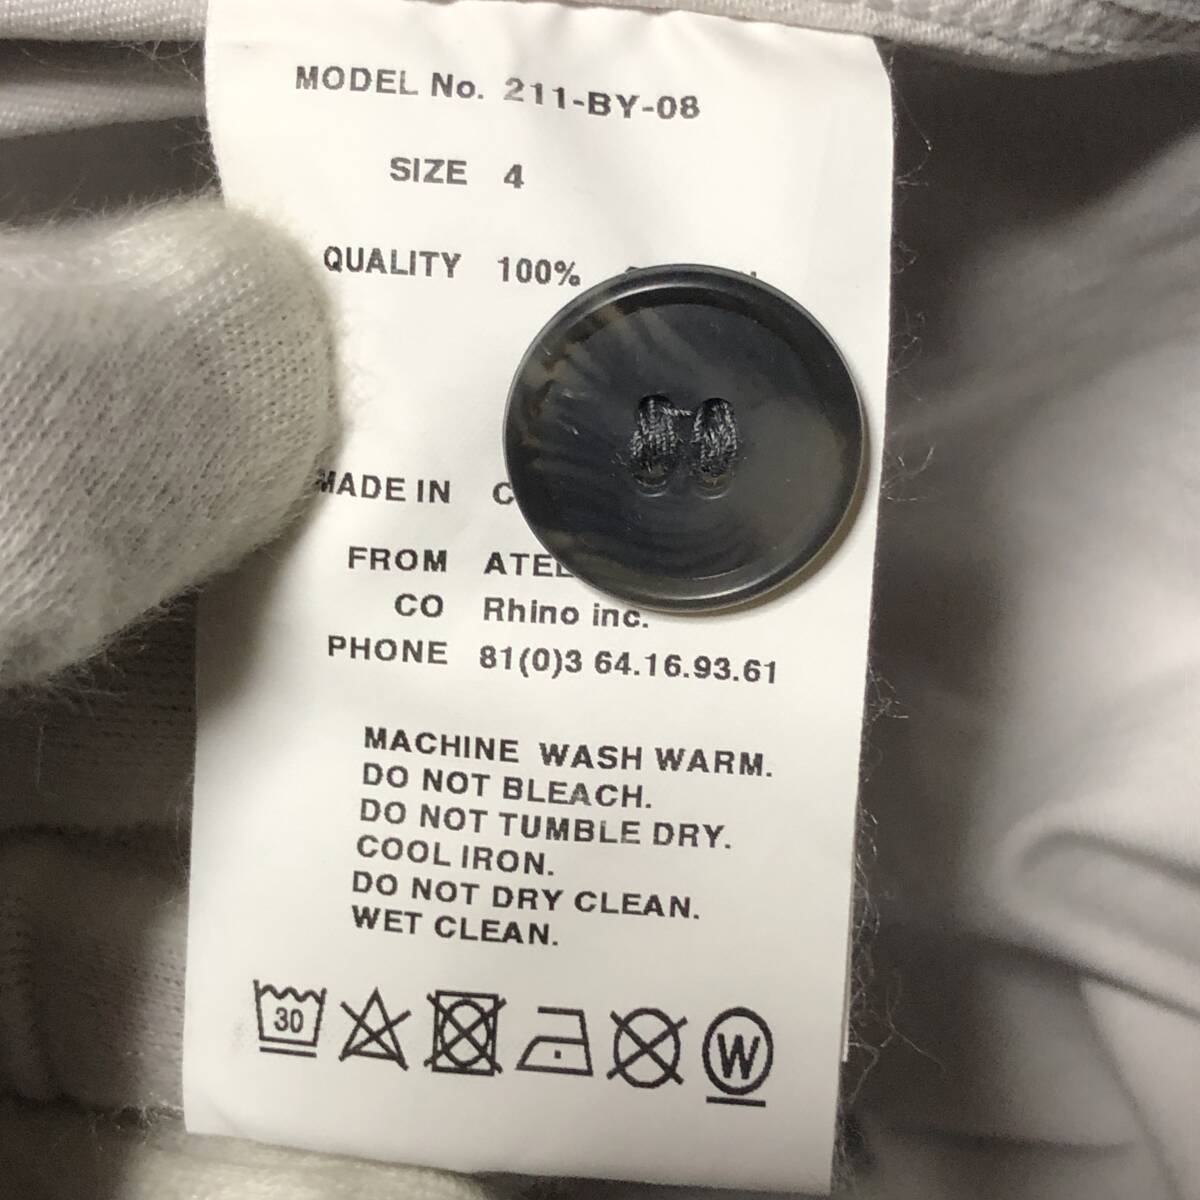 MODEL No. 211-BY-08
SIZE 4
QUALITY 100%
MADE IN
FROM
CO Rhino inc.
PHONE 81(0)3 64.16.93.61
MACHINE WASH WARM.
DO NOT BLEACH.
DO NOT TUMBLE DRY.
COOL IRON.
DO NOT DRY CLEAN.
WET CLEAN.
30
W